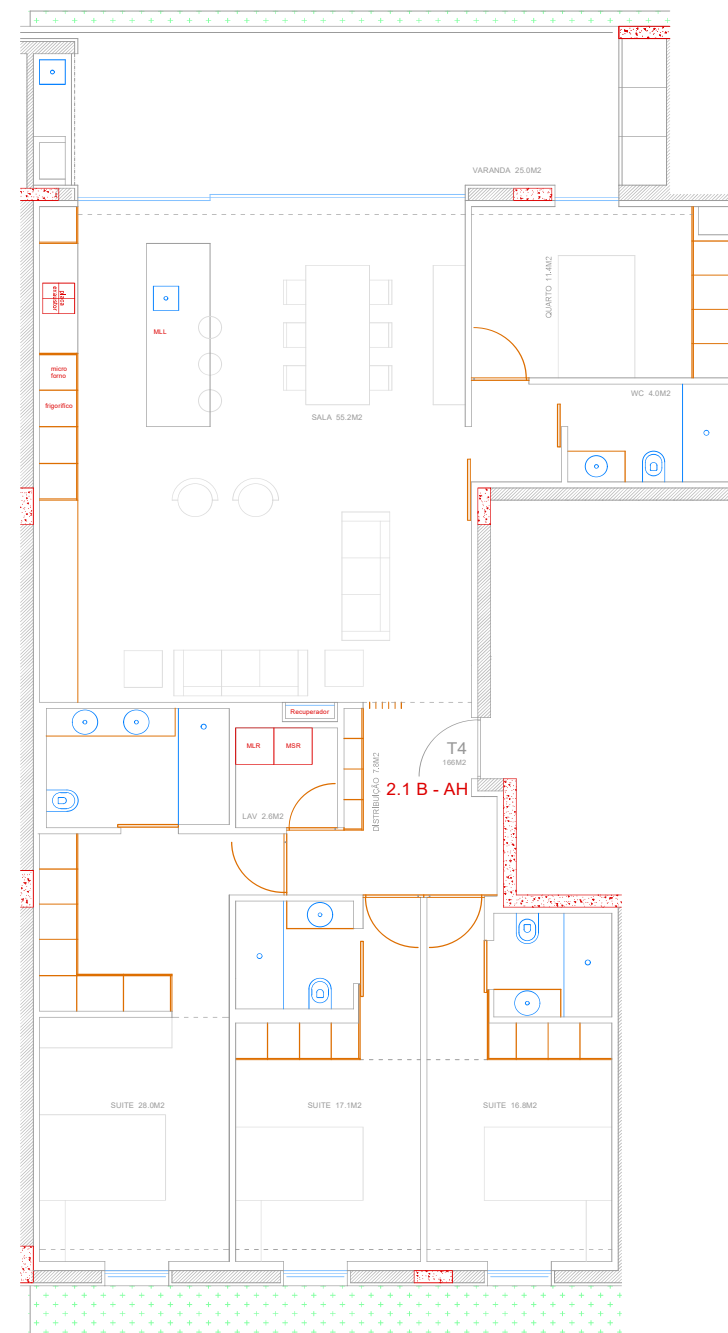 VARANDA 25.0M2
QUARTO 11.4M2
placa
exaustor
MLL
micro
forno
frigorifico
WC 4.0M2
SALA 55.2M2
Recuperador
MLR
MSR
LAV 2.6M2
DISTRIBUIÇÃO 7.8M2
T4
166M2
2.1 B - AH
SUITE 28.0M2
SUITE 17.1M2
SUITE 16.8M2